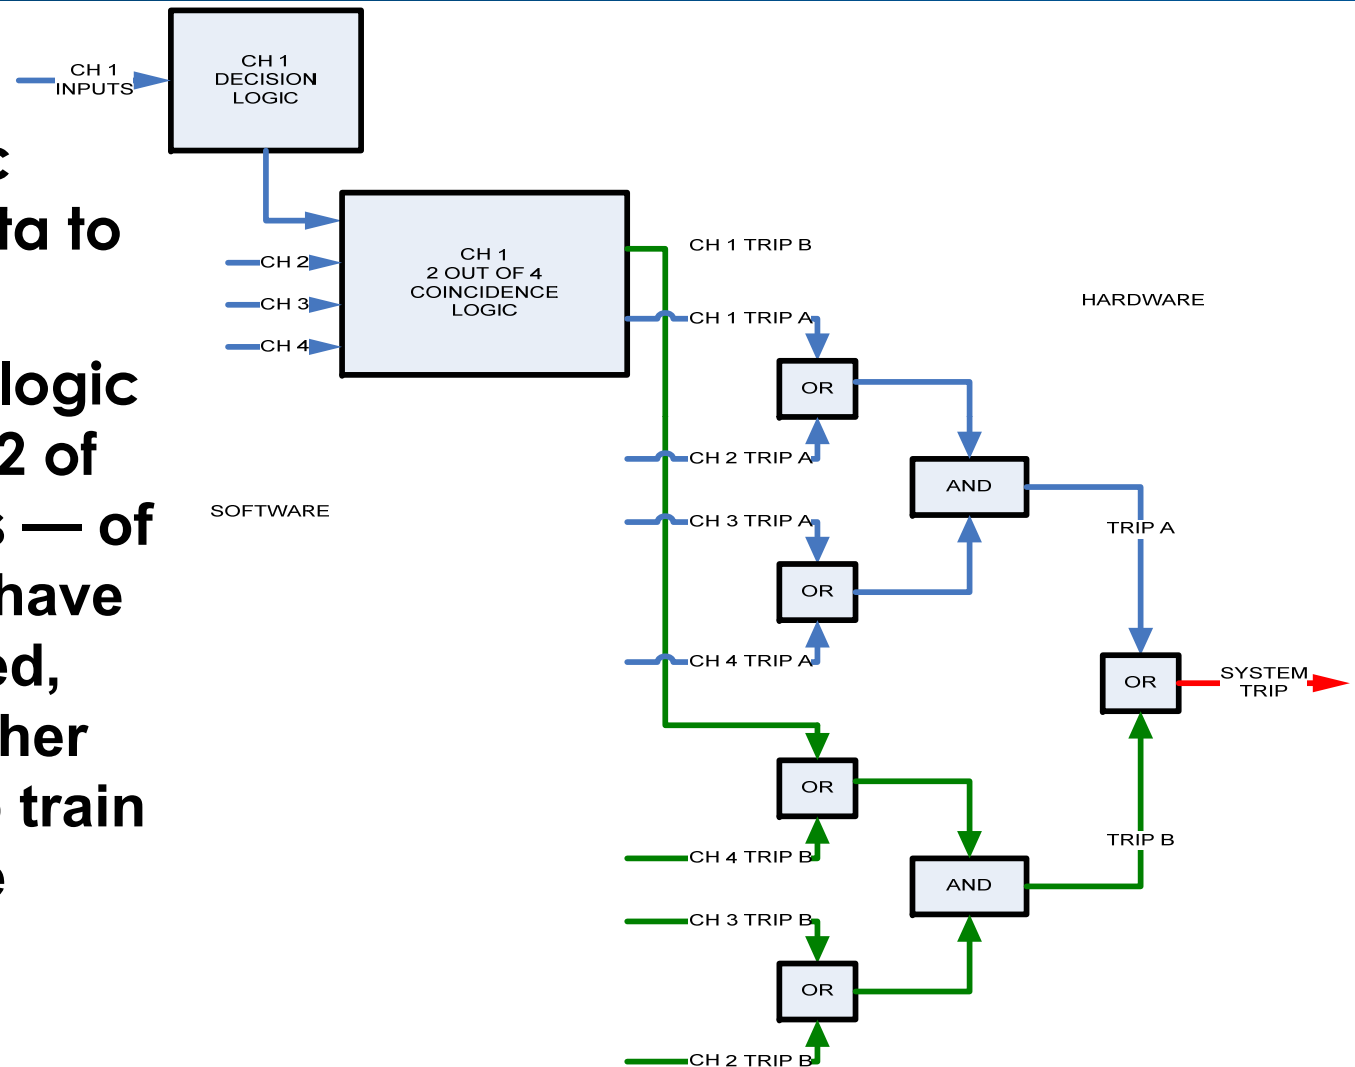 CH 1
INPUTS
CH 1
DECISION
LOGIC
ta to
logic
2 of
— of
have
her
train
CH 2
CH 3
CH 4
CH 1
2 OUT OF 4
COINCIDENCE
LOGIC
SOFTWARE
HARDWARE
CH 1 TRIP B
CH 1 TRIP A
OR
CH 2 TRIP A
AND
CH 3 TRIP A
OR
CH 4 TRIP A
TRIP A
OR
SYSTEM
TRIP
OR
CH 4 TRIP B
AND
TRIP B
CH 3 TRIP B
OR
CH 2 TRIP B